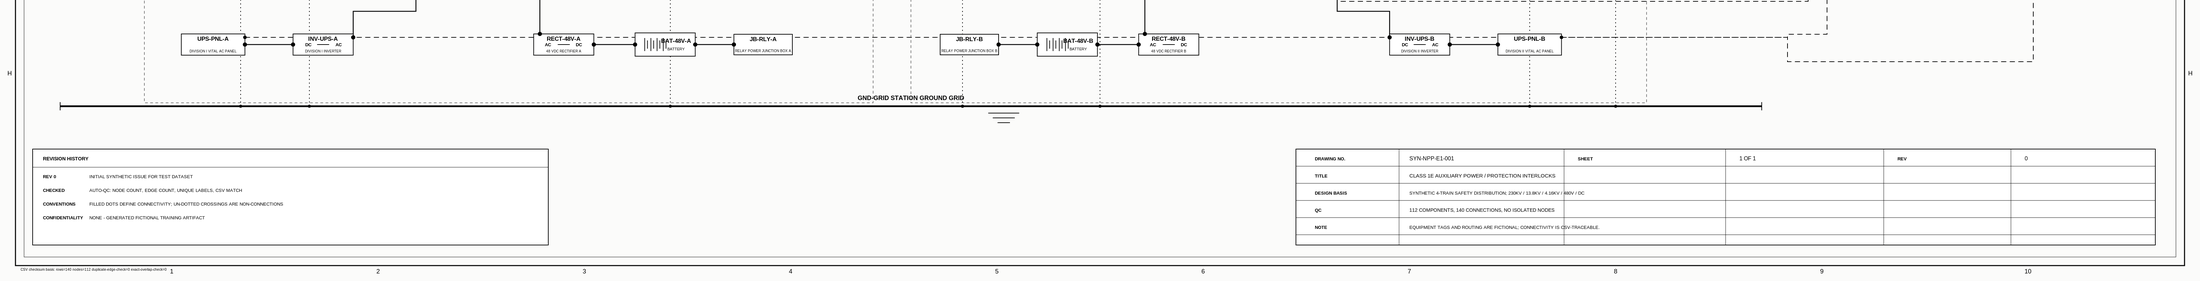 UPS-PNL-A
DIVISION I VITAL AC PANEL
INV-UPS-A
DC AC
DIVISION I INVERTER
RECT-48V-A
AC DC
48 VDC RECTIFIER A
BAT-48V-A
BATTERY
JB-RLY-A
RELAY POWER JUNCTION BOX A
JB-RLY-B
RELAY POWER JUNCTION BOX B
BAT-48V-B
BATTERY
RECT-48V-B
AC DC
48 VDC RECTIFIER B
INV-UPS-B
DC AC
DIVISION II INVERTER
UPS-PNL-B
DIVISION II VITAL AC PANEL
H
H
GND-GRID STATION GROUND GRID
REVISION HISTORY
REV 0 INITIAL SYNTHETIC ISSUE FOR TEST DATASET
CHECKED AUTO-QC: NODE COUNT, EDGE COUNT, UNIQUE LABELS, CSV MATCH
CONVENTIONS FILLED DOTS DEFINE CONNECTIVITY; UN-DOTTED CROSSINGS ARE NON-CONNECTIONS
CONFIDENTIALITY NONE - GENERATED FICTIONAL TRAINING ARTIFACT
DRAWING NO. SYN-NPP-E1-001 SHEET 1 OF 1 REV 0
TITLE CLASS 1E AUXILIARY POWER / PROTECTION INTERLOCKS
DESIGN BASIS SYNTHETIC 4-TRAIN SAFETY DISTRIBUTION; 230KV / 13.8KV / 4.16KV / 480V / DC
QC 112 COMPONENTS, 140 CONNECTIONS, NO ISOLATED NODES
NOTE EQUIPMENT TAGS AND ROUTING ARE FICTIONAL; CONNECTIVITY IS CSV-TRACEABLE.
1 2 3 4 5 6 7 8 9 10